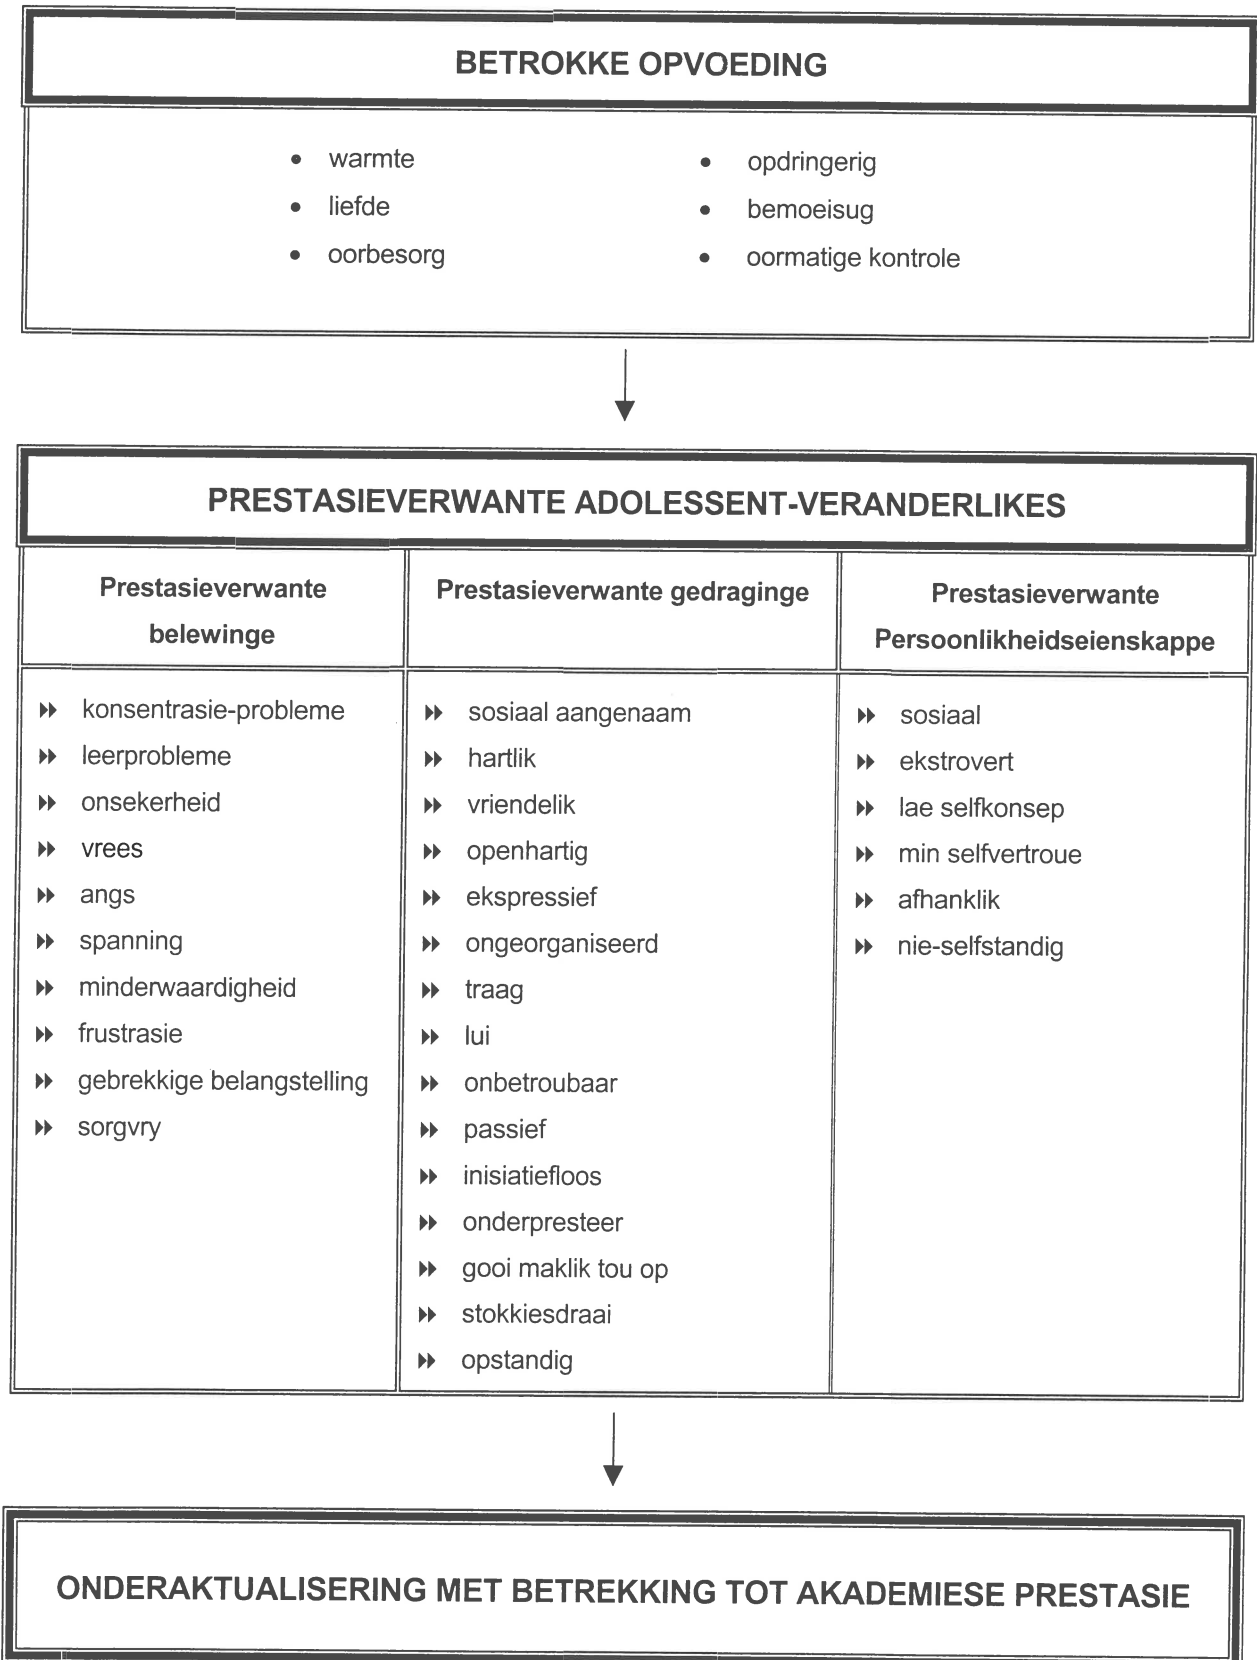 BETROKKE OPVOEDING
• warmte
• liefde
• oorbesorg
• opdringerig
• bemoeisug
• oormatige kontrole
PRESTASIEVERWANTE ADOLESSENT-VERANDERLIKES
Prestasieverwante
belewinge
konsentrasie-probleme
leerprobleme
onsekerheid
vrees
angs
spanning
minderwaardigheid
frustrasie
gebrekkige belangstelling
sorgvry
Prestasieverwante gedraginge
sosiaal aangenaam
hartlik
vriendelik
openhartig
ekspressief
ongeorganiseerd
traag
lui
onbetroubaar
passief
inisiatiefloos
onderpresteer
gooi maklik tou op
stokkiesdraai
opstandig
Prestasieverwante
Persoonlikheidseienskappe
sosiaal
ekstrovert
lae selfkonsep
min selfvertroue
afhanklik
nie-selfstandig
ONDERAKTUALISERING MET BETREKKING TOT AKADEMIESE PRESTASIE